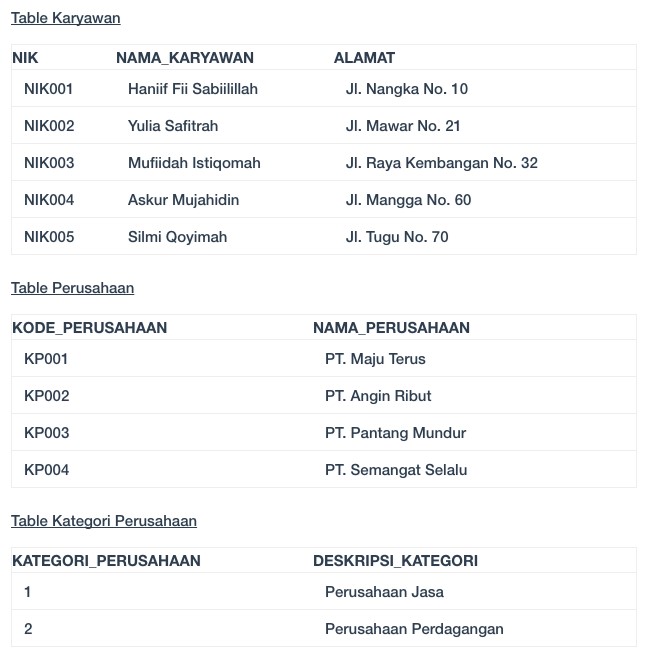 Table Karyawan
NIK NAMA_KARYAWAN ALAMAT
NIK001 Haniif Fii Sabiilillah Jl. Nangka No. 10
NIK002 Yulia Safitrah Jl. Mawar No. 21
NIK003 Mufiidah Istiqomah Jl. Raya Kembangan No. 32
NIK004 Askur Mujahidin Jl. Mangga No. 60
NIK005 Silmi Qoyimah Jl. Tugu No. 70
Table Perusahaan
KODE_PERUSAHAAN NAMA_PERUSAHAAN
KP001 PT. Maju Terus
KP002 PT. Angin Ribut
KP003 PT. Pantang Mundur
KP004 PT. Semangat Selalu
Table Kategori Perusahaan
KATEGORI_PERUSAHAAN DESKRIPSI_KATEGORI
1 Perusahaan Jasa
2 Perusahaan Perdagangan